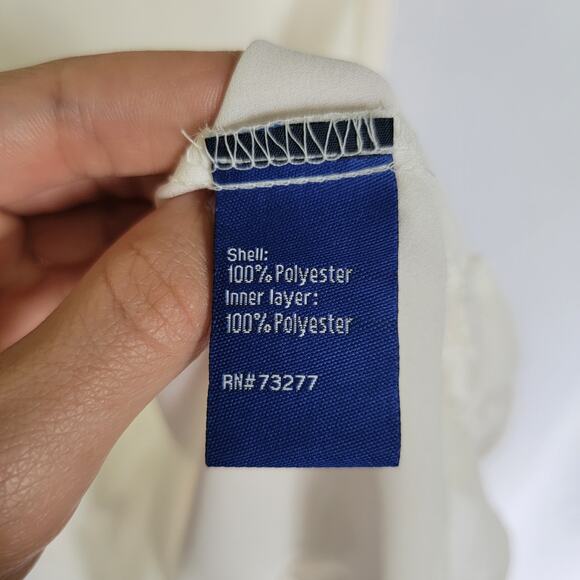 Shell:
100% Polyester
Inner layer:
100% Polyester
RN#73277